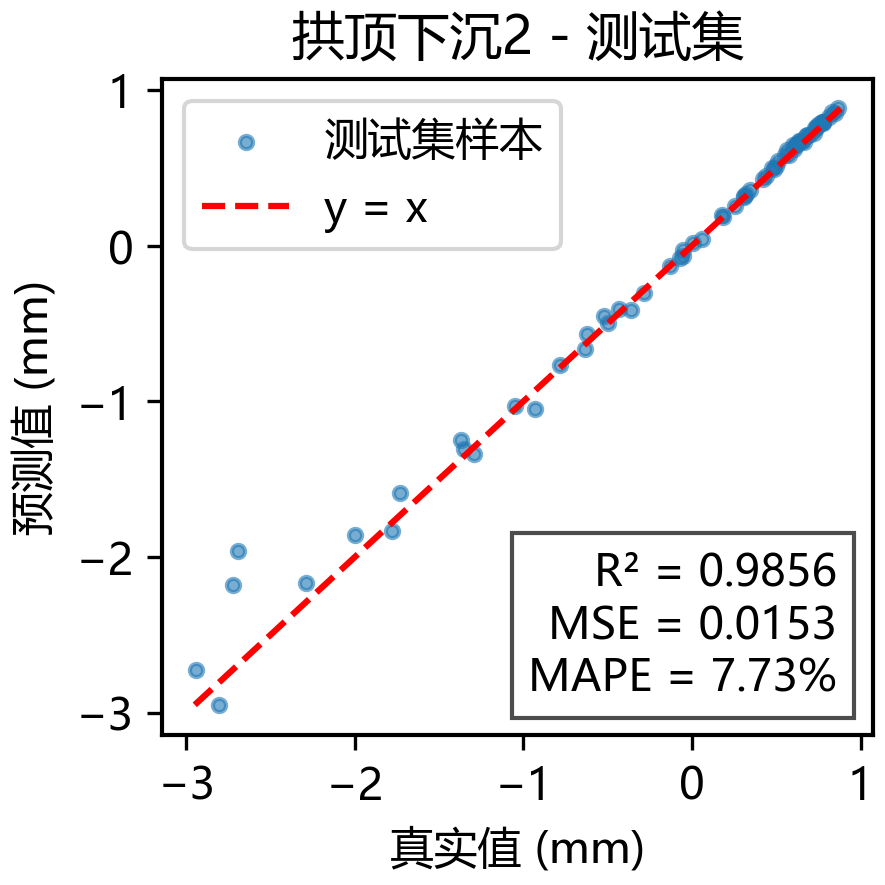 拱顶下沉2 - 测试集
1
0
−1
−2
−3
预测值 (mm)
测试集样本
y = x
R² = 0.9856
MSE = 0.0153
MAPE = 7.73%
−3
−2
−1
0
1
真实值 (mm)